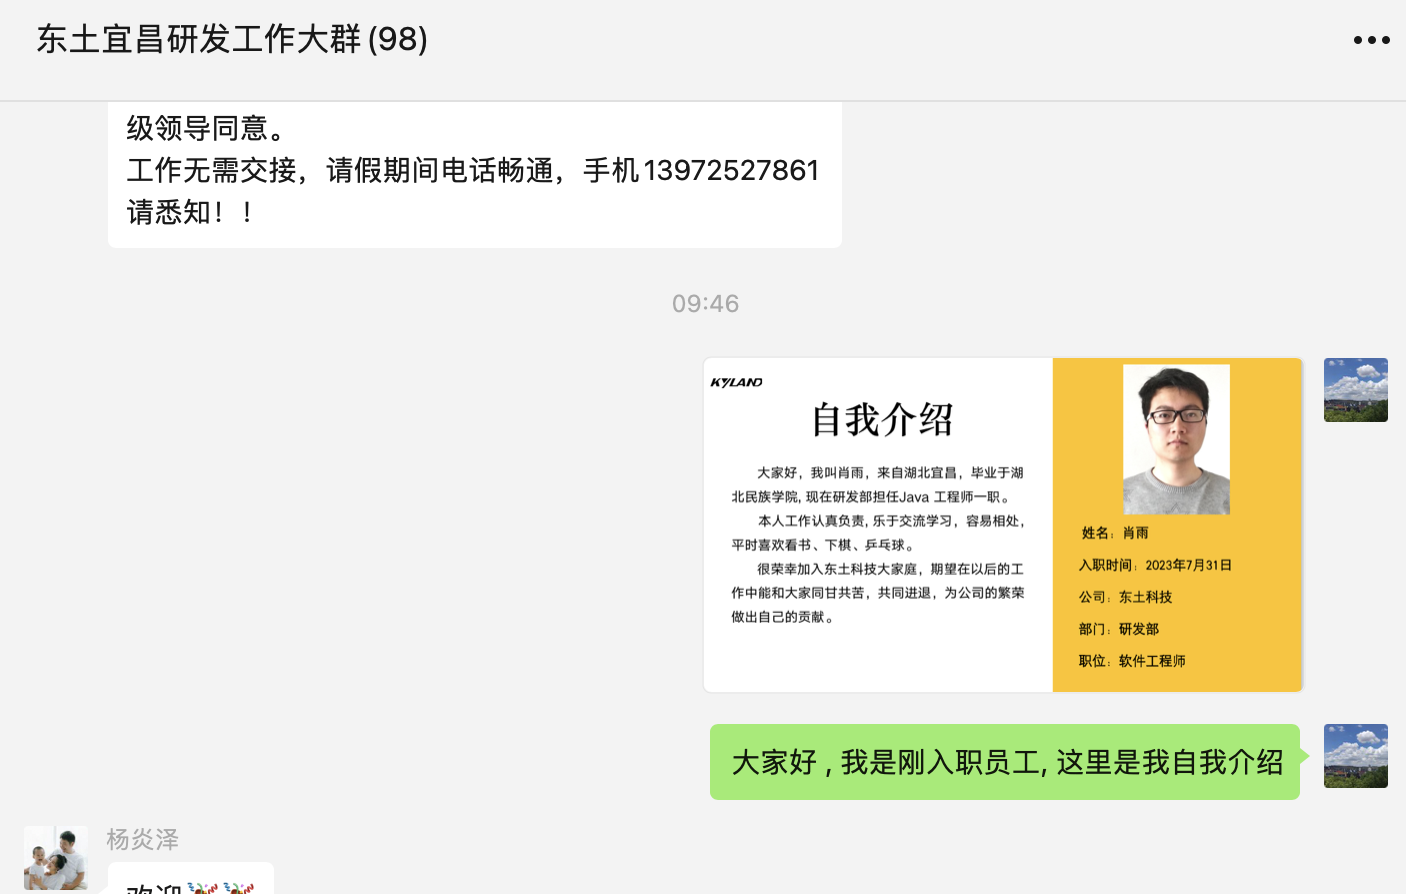 东土宜昌研发工作大群(98)
级领导同意。
工作无需交接，请假期间电话畅通，手机13972527861
请悉知！！
09:46
KYLAND
自我介绍
大家好，我叫肖雨，来自湖北宜昌，毕业于湖
北民族学院, 现在研发部担任Java 工程师一职。
本人工作认真负责, 乐于交流学习，容易相处，
平时喜欢看书、下棋、乒乓球。
很荣幸加入东土科技大家庭，期望在以后的工
作中能和大家同甘共苦，共同进退，为公司的繁荣
做出自己的贡献。
姓名：肖雨
入职时间：2023年7月31日
公司：东土科技
部门：研发部
职位：软件工程师
大家好 , 我是刚入职员工, 这里是我自我介绍
杨炎泽
欢迎🎉🎉